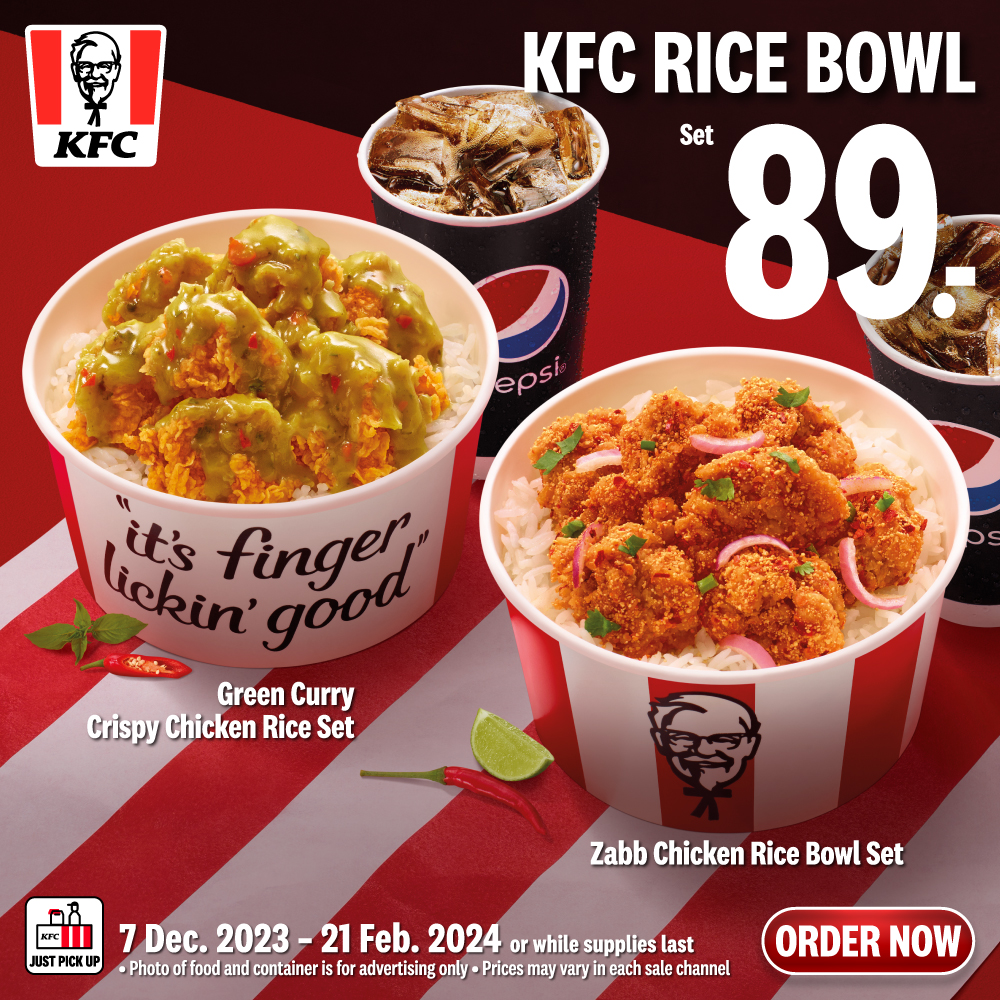 KFC
KFC RICE BOWL
Set
89.-
epsi®
ps
"it's finger
lickin' good"
Green Curry
Crispy Chicken Rice Set
Zabb Chicken Rice Bowl Set
KFC
JUST PICK UP
7 Dec. 2023 – 21 Feb. 2024 or while supplies last
• Photo of food and container is for advertising only • Prices may vary in each sale channel
ORDER NOW